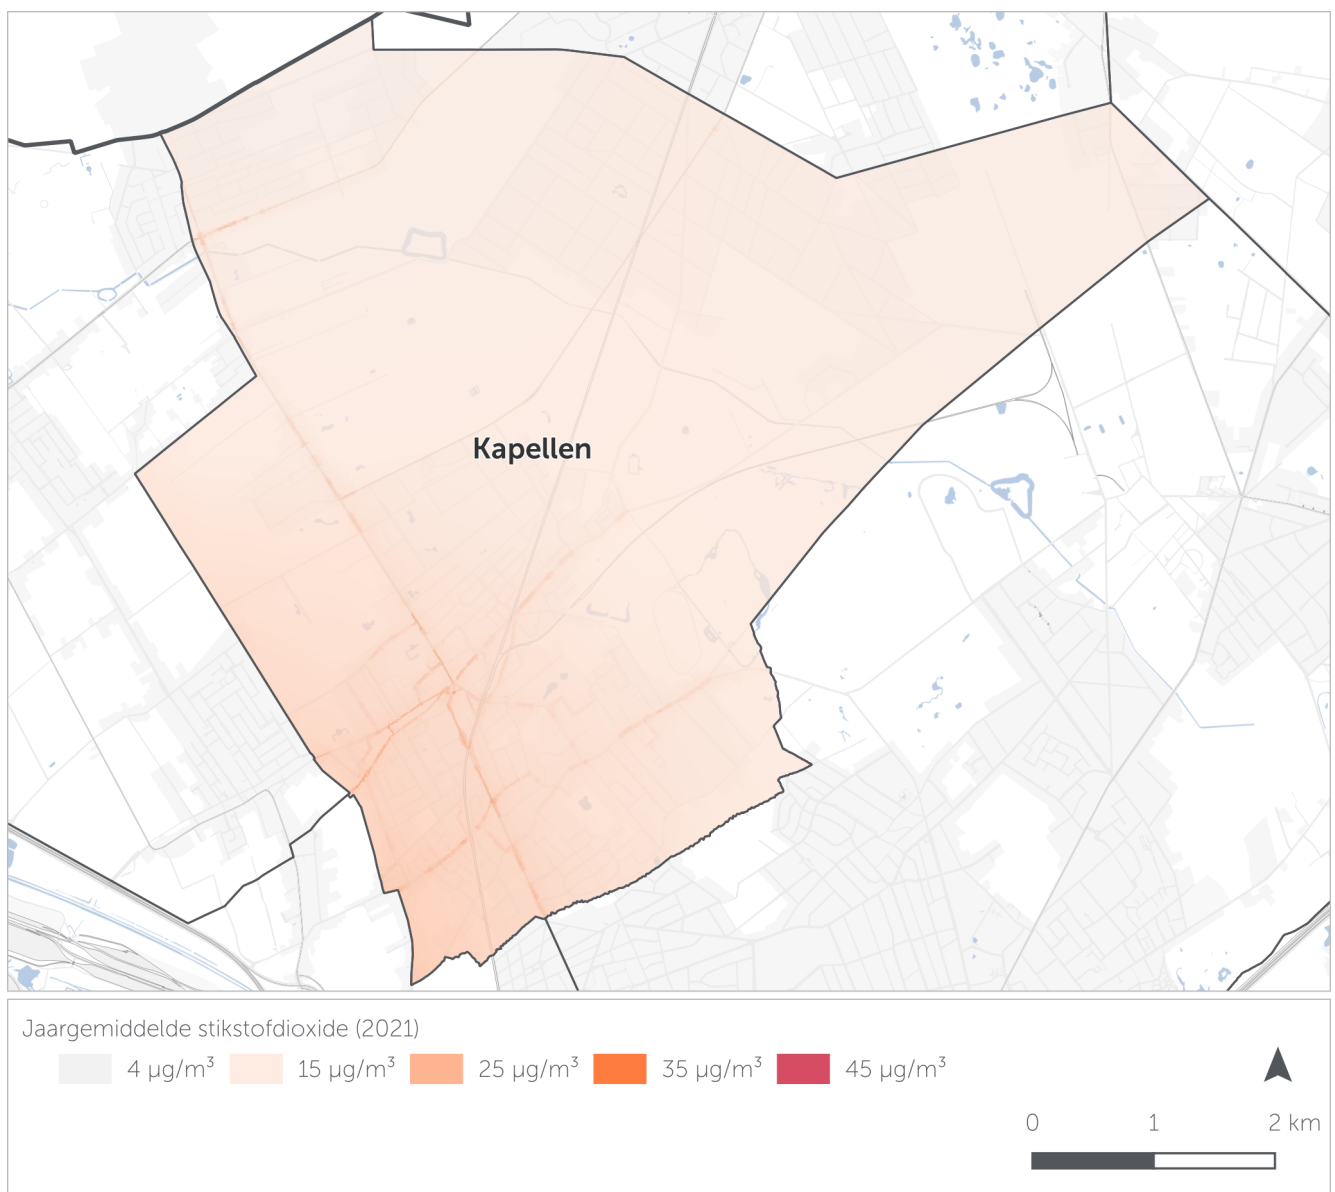 Kapellen
Jaargemiddelde stikstofdioxide (2021)
4 µg/m³ 15 µg/m³ 25 µg/m³ 35 µg/m³ 45 µg/m³
0 1 2 km